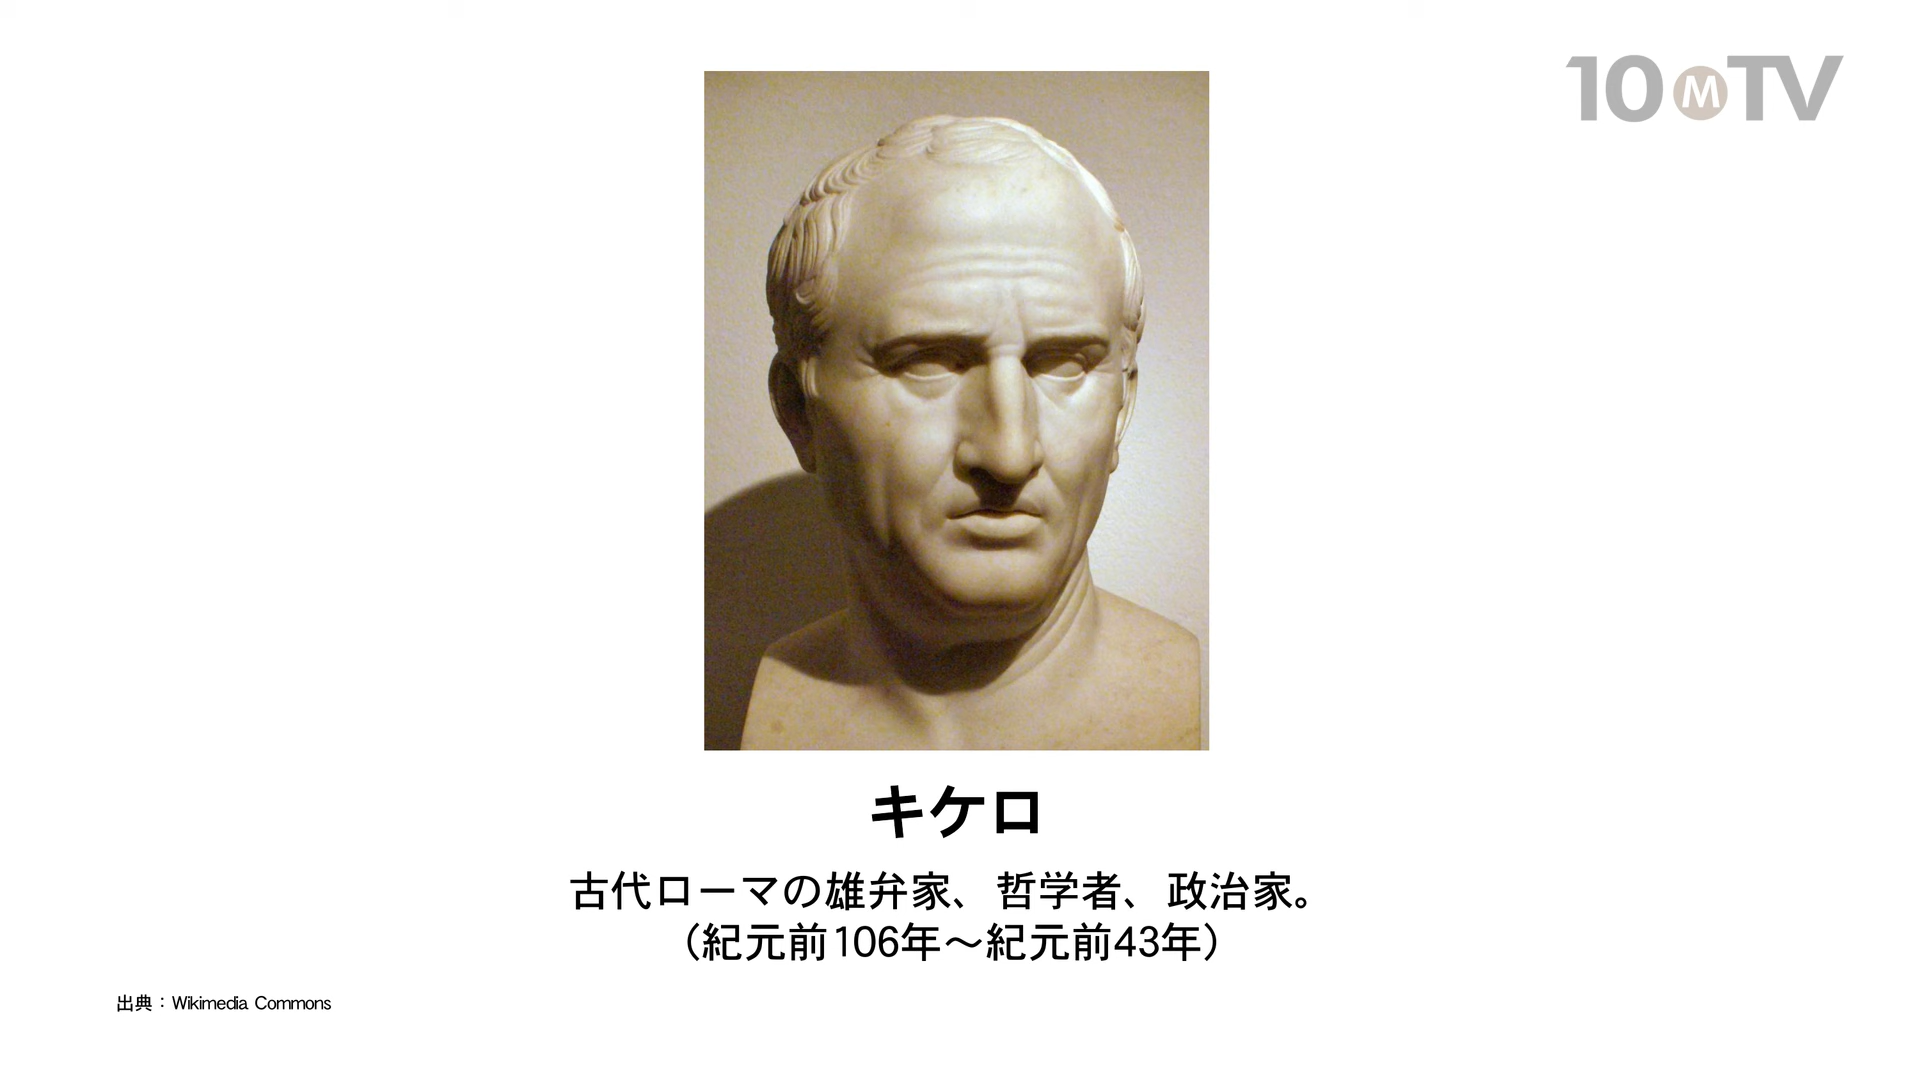 10MTV
キケロ
古代ローマの雄弁家、哲学者、政治家。
（紀元前106年〜紀元前43年）
出典：Wikimedia Commons